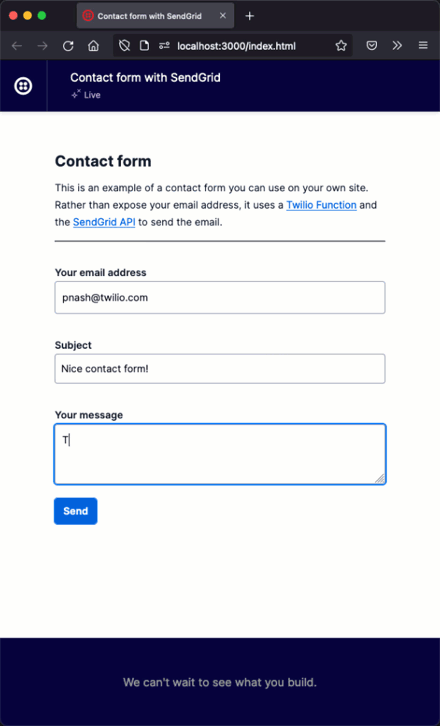 Contact form with SendGrid
localhost:3000/index.html
Contact form with SendGrid
Live
Contact form
This is an example of a contact form you can use on your own site.
Rather than expose your email address, it uses a Twilio Function and
the SendGrid API to send the email.
Your email address
pnash@twilio.com
Subject
Nice contact form!
Your message
T
Send
We can't wait to see what you build.